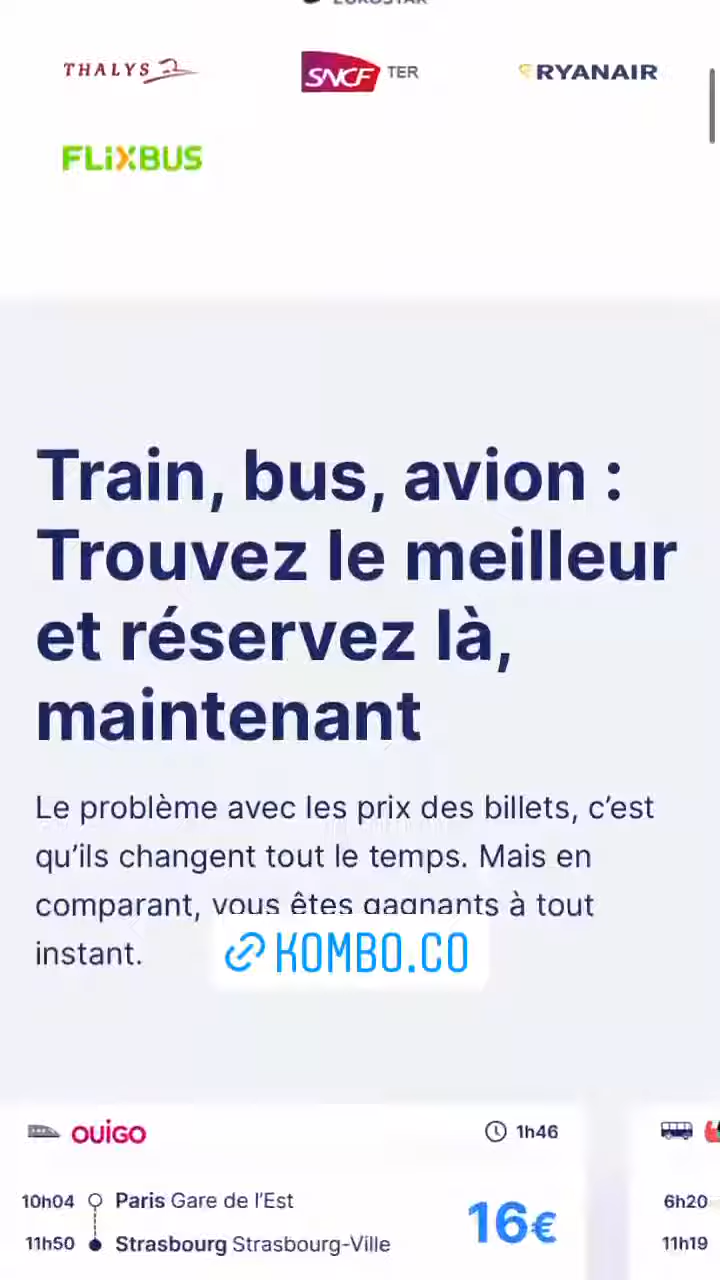 EUROSTAR
THALYS SNCF TER RYANAIR
FLiXBUS
Train, bus, avion :
Trouvez le meilleur
et réservez là,
maintenant
Le problème avec les prix des billets, c’est
qu’ils changent tout le temps. Mais en
comparant, vous êtes gagnants à tout
instant.
KOMBO.CO
OUIGO 1h46
10h04 Paris Gare de l’Est 16€ 6h20
11h50 Strasbourg Strasbourg-Ville 11h19